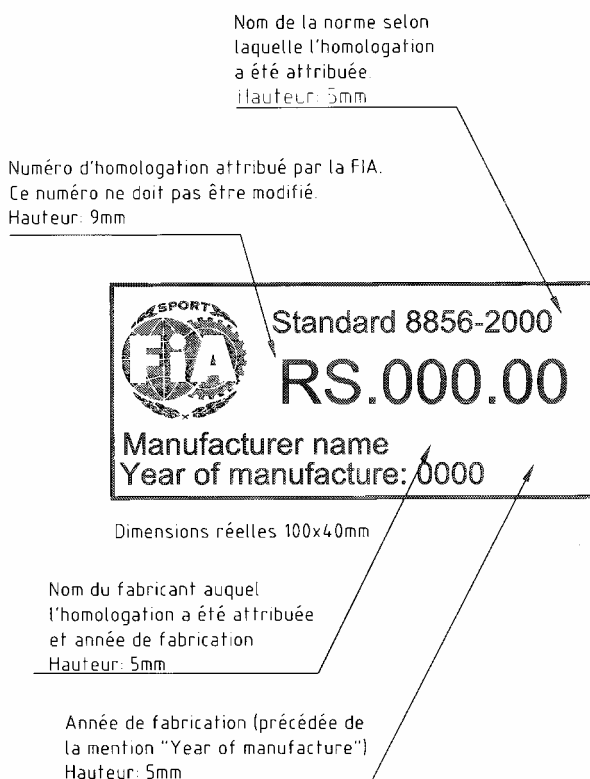 Nom de la norme selon
laquelle l'homologation
a été attribuée.
Hauteur: 5mm
Numéro d'homologation attribué par la FIA.
Ce numéro ne doit pas être modifié.
Hauteur: 9mm
SPORT
FiA
Standard 8856-2000
RS.000.00
Manufacturer name
Year of manufacture: 0000
Dimensions réelles 100x40mm
Nom du fabricant auquel
l'homologation a été attribuée
et année de fabrication
Hauteur: 5mm
Année de fabrication (précédée de
la mention "Year of manufacture")
Hauteur: 5mm